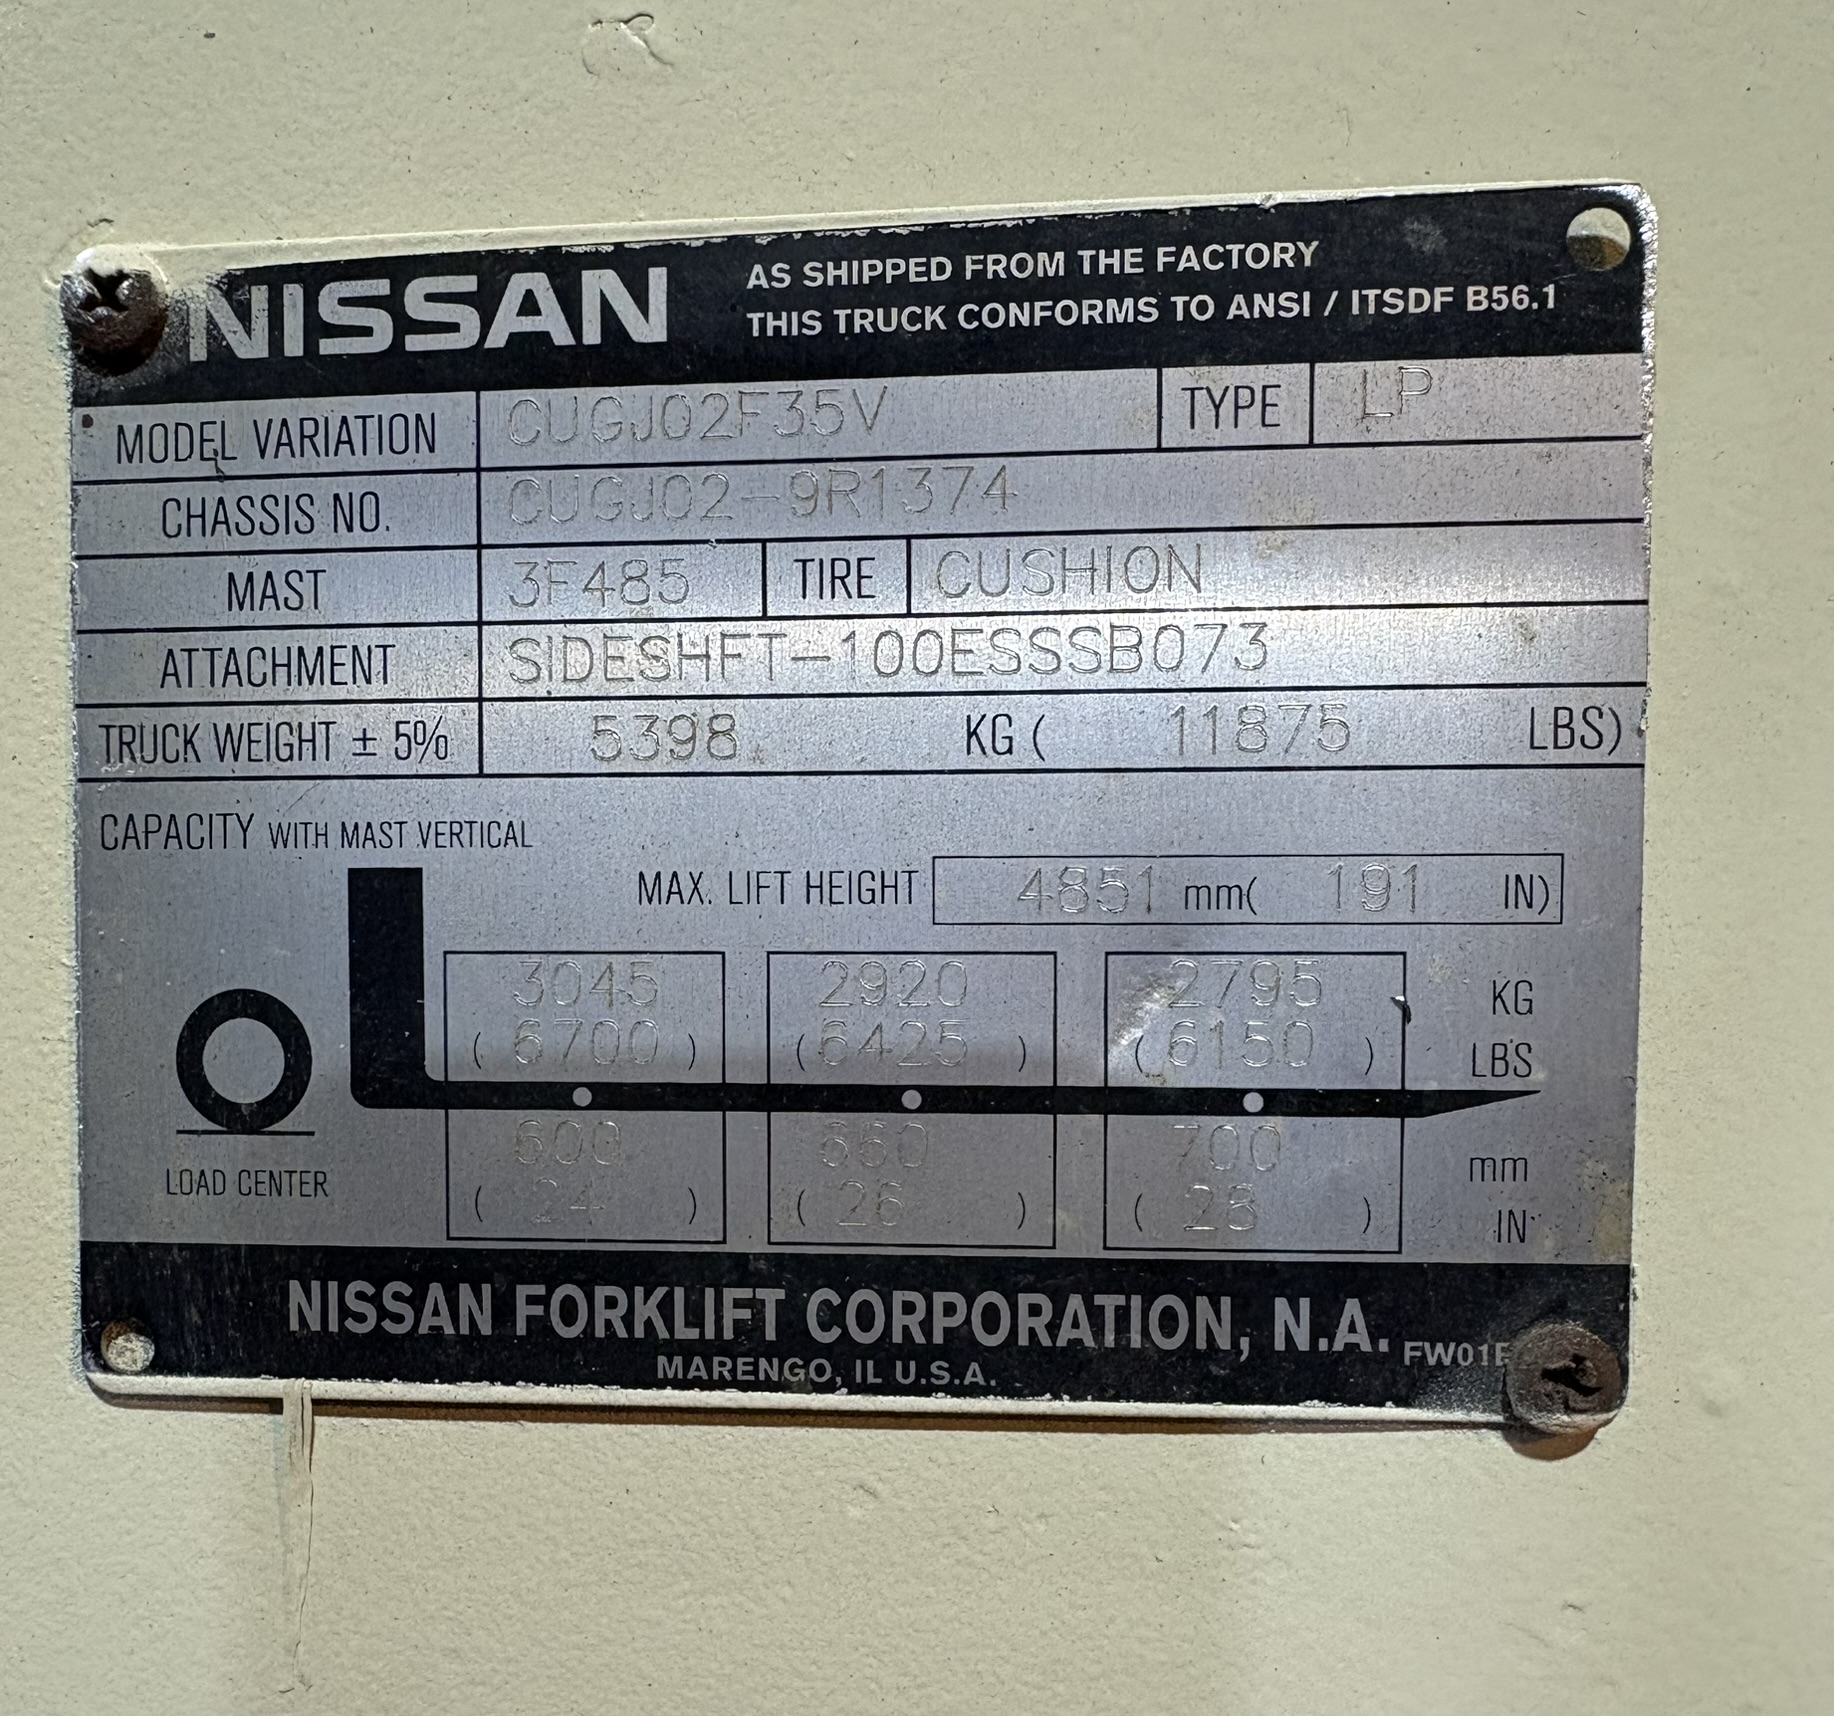 NISSAN
AS SHIPPED FROM THE FACTORY
THIS TRUCK CONFORMS TO ANSI / ITSDF B56.1
MODEL VARIATION CUGJ02F35V TYPE LP
CHASSIS NO. CUGJ02-9R1374
MAST 3F485 TIRE CUSHION
ATTACHMENT SIDESHFT-100ESSSB073
TRUCK WEIGHT ± 5% 5398 KG ( 11875 LBS)
CAPACITY WITH MAST VERTICAL
MAX. LIFT HEIGHT 4851 mm( 191 IN)
3045 2920 2795 KG
( 6700 ) ( 6425 ) ( 6150 ) LBS
600 660 700 mm
( 24 ) ( 26 ) ( 28 ) IN
LOAD CENTER
NISSAN FORKLIFT CORPORATION, N.A.
MARENGO, IL U.S.A.